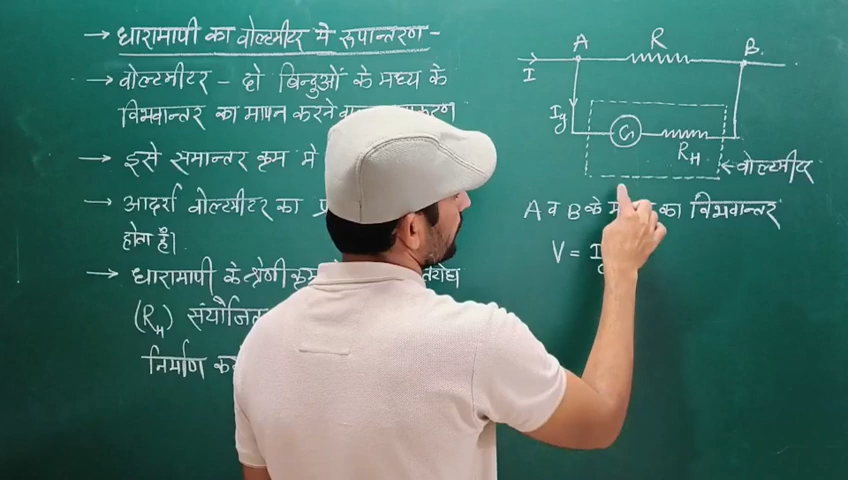 → धारामापी का वोल्टमीटर में रूपान्तरण -
→ वोल्टमीटर - दो बिन्दुओं के मध्य के
विभवान्तर का मापन करने
→ इसे समान्तर क्रम में
→ आदर्श वोल्टमीटर का
होता है।
→ धारामापी के श्रेणी क्रम
(R_H) संयोजित
निर्माण
A R B
I
I_g G R_H
← वोल्टमीटर
A व B के का विभवान्तर
V = I